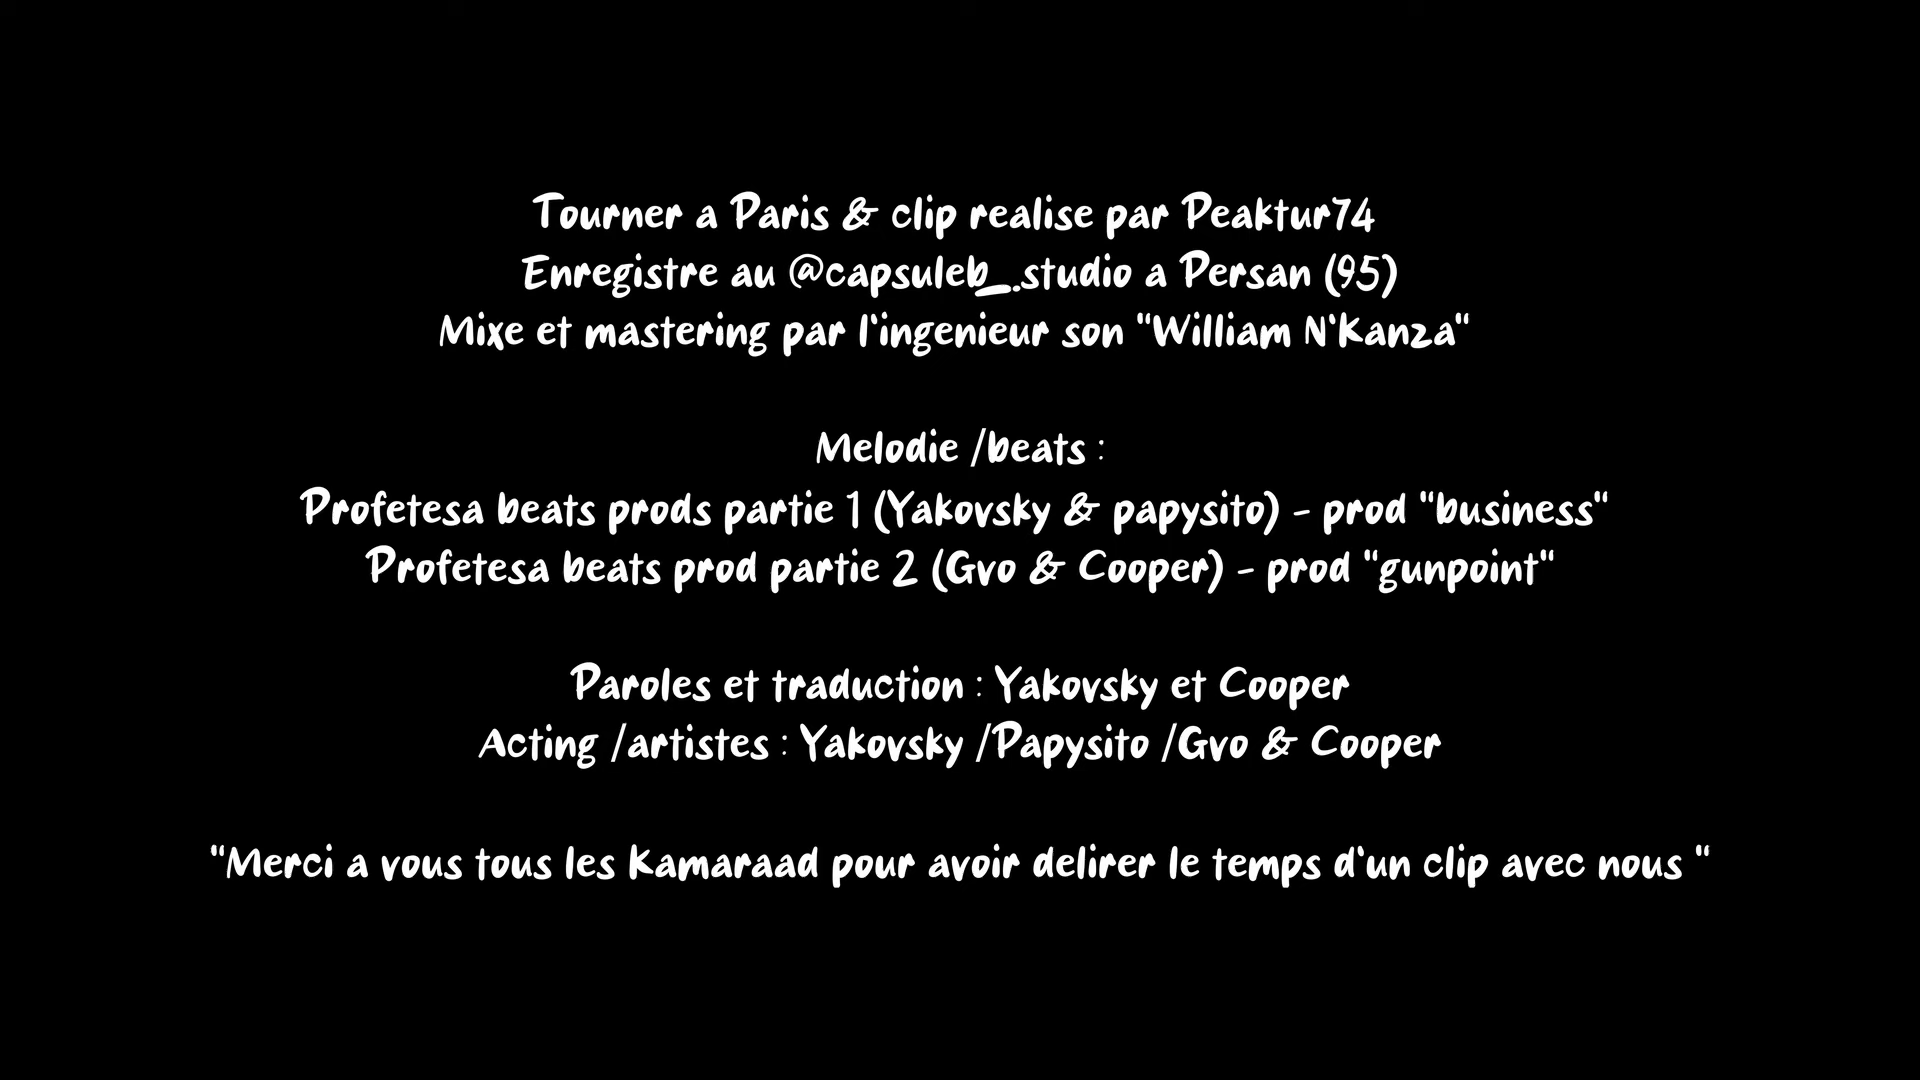 Tourner a Paris & clip realise par Peaktur74
Enregistre au @capsuleb_.studio a Persan (95)
Mixe et mastering par l'ingenieur son "William N'Kanza"
Melodie /beats :
Profetesa beats prods partie 1 (Yakovsky & papysito) - prod "business"
Profetesa beats prod partie 2 (Gvo & Cooper) - prod "gunpoint"
Paroles et traduction : Yakovsky et Cooper
Acting /artistes : Yakovsky /Papysito /Gvo & Cooper
"Merci a vous tous les Kamaraad pour avoir delirer le temps d'un clip avec nous "